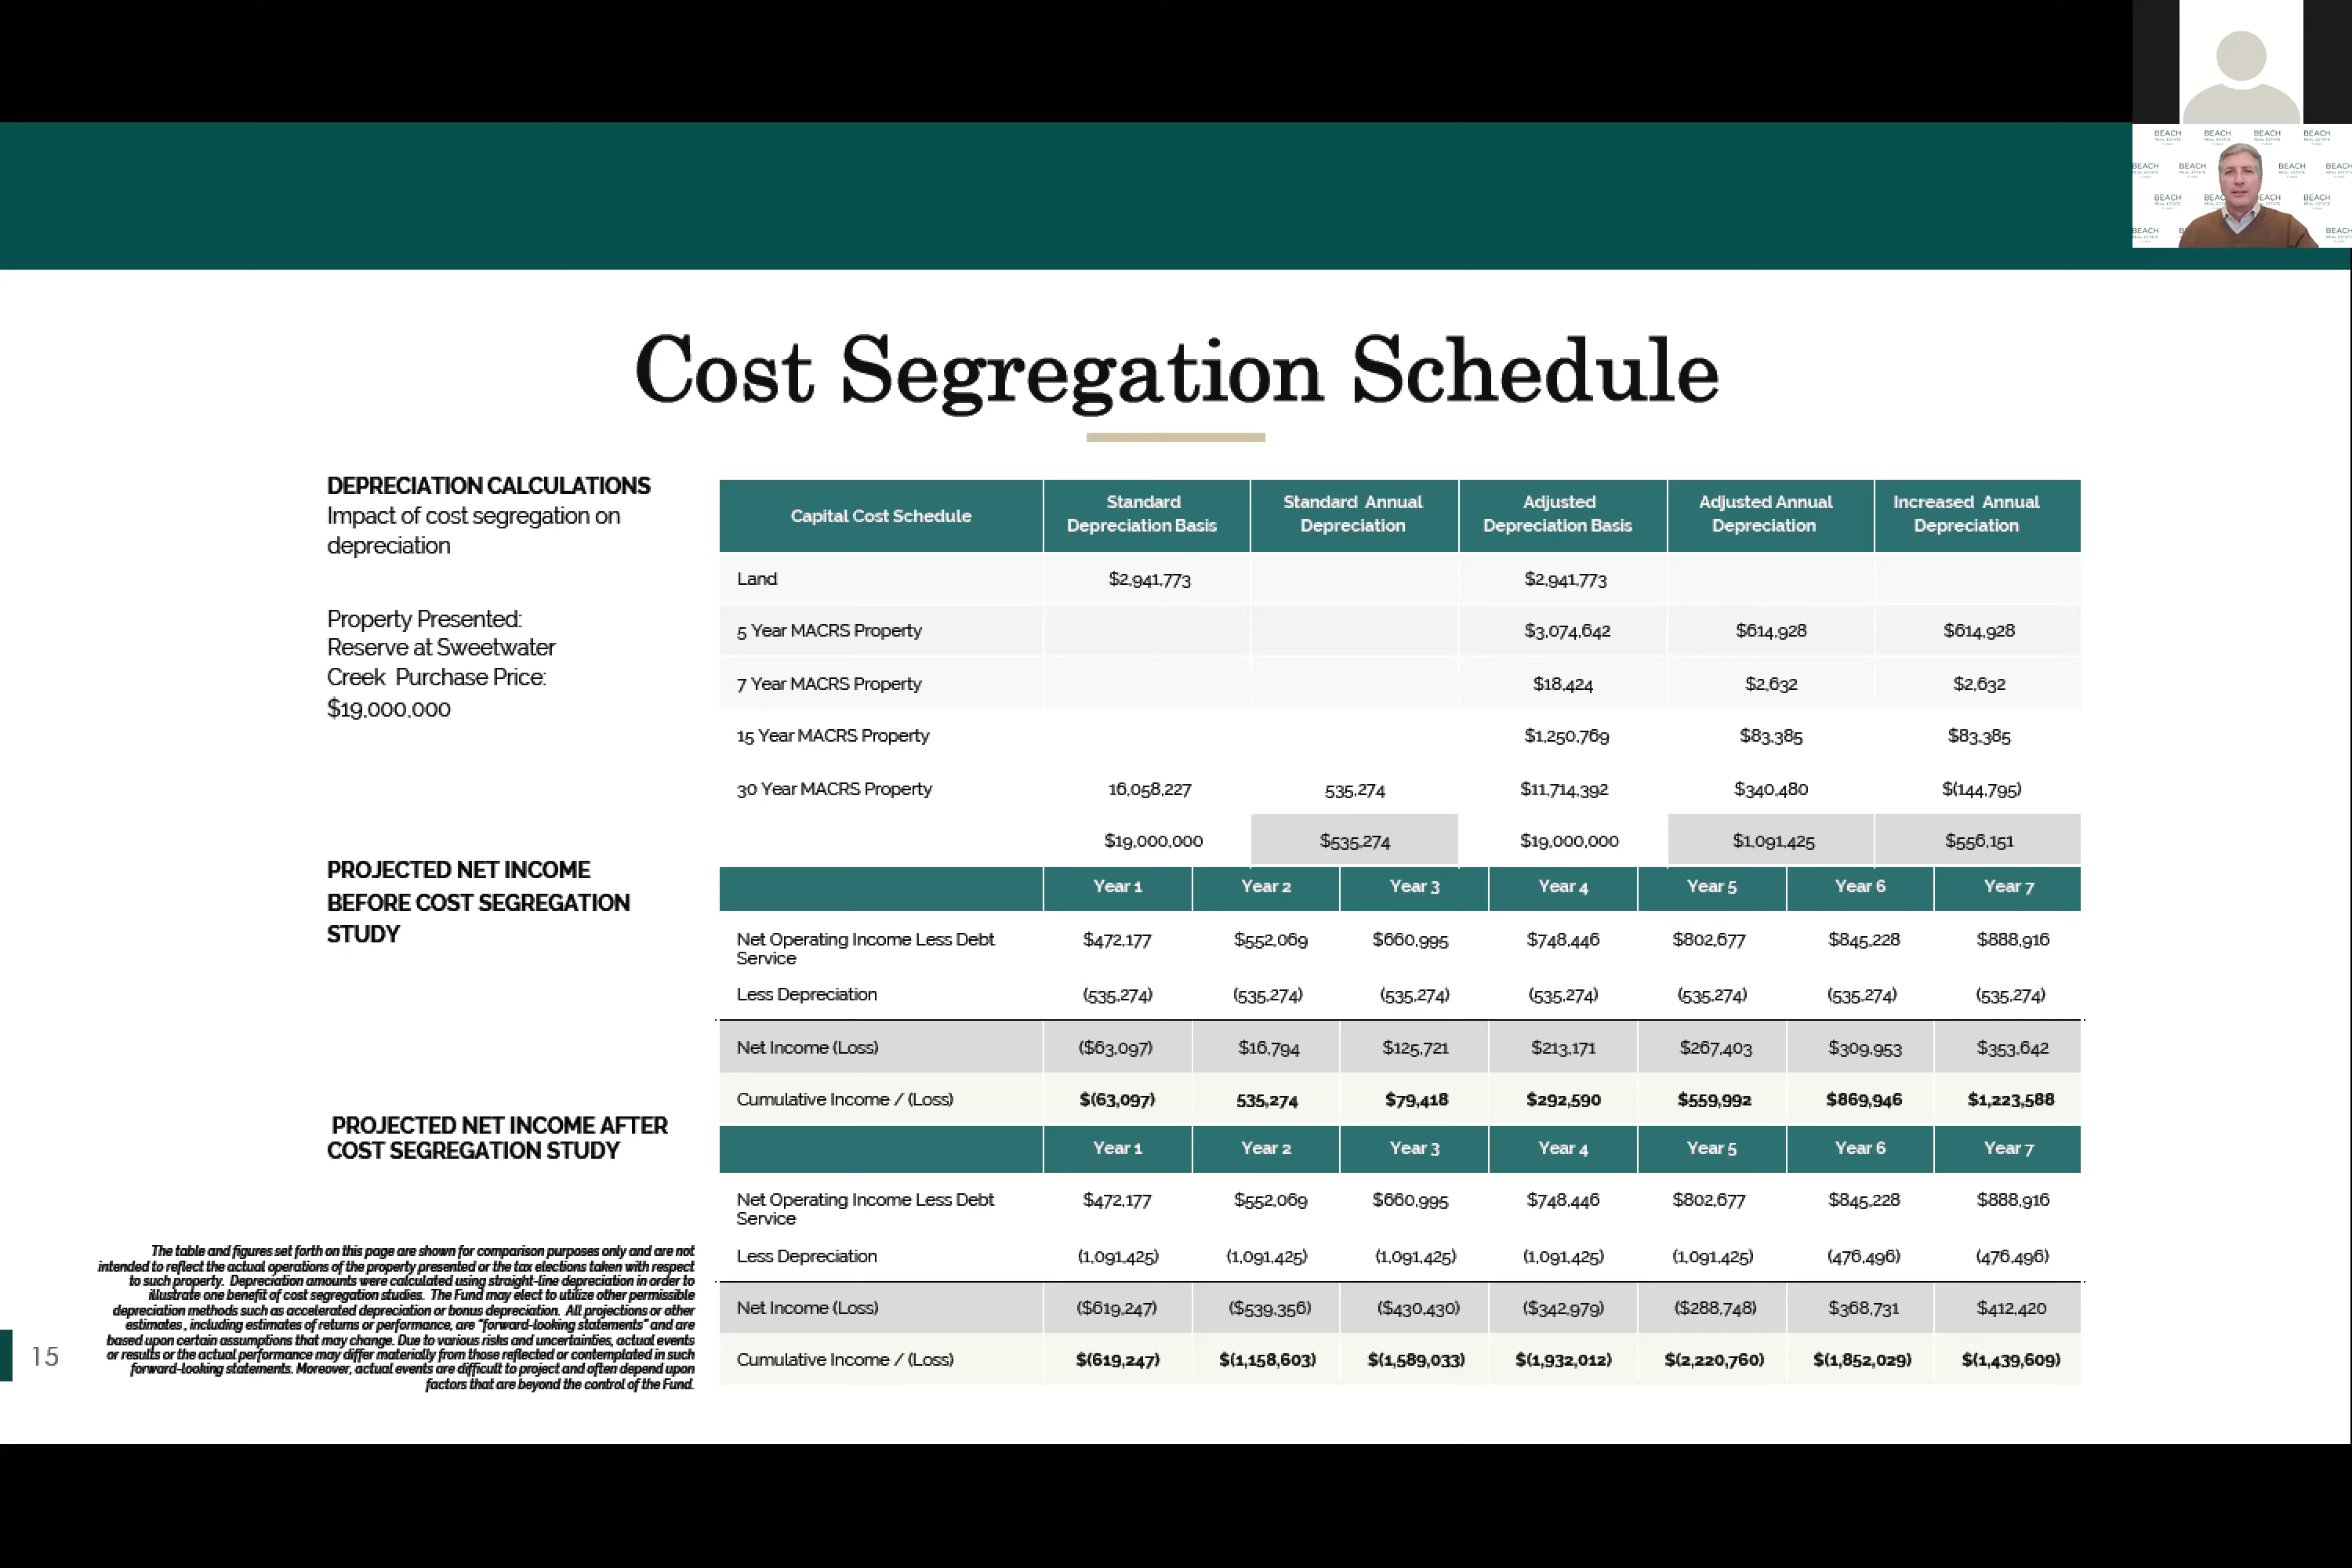 BEACH BEACH BEACH BEACH
BEACH BEACH BEACH BEACH
BEACH BEACH
BEACH BEACH
Cost Segregation Schedule
DEPRECIATION CALCULATIONS
Impact of cost segregation on
depreciation
Property Presented:
Reserve at Sweetwater
Creek Purchase Price:
$19,000,000
Capital Cost Schedule Standard Depreciation Basis Standard Annual Depreciation Adjusted Depreciation Basis Adjusted Annual Depreciation Increased Annual Depreciation
Land $2,941,773 $2,941,773
5 Year MACRS Property $3,074,642 $614,928 $614,928
7 Year MACRS Property $18,424 $2,632 $2,632
15 Year MACRS Property $1,250,769 $83,385 $83,385
30 Year MACRS Property 16,058,227 535,274 $11,714,392 $340,480 $(144,795)
$19,000,000 $535,274 $19,000,000 $1,091,425 $556,151
PROJECTED NET INCOME
BEFORE COST SEGREGATION
STUDY
Year 1 Year 2 Year 3 Year 4 Year 5 Year 6 Year 7
Net Operating Income Less Debt
Service $472,177 $552,069 $660,995 $748,446 $802,677 $845,228 $888,916
Less Depreciation (535,274) (535,274) (535,274) (535,274) (535,274) (535,274) (535,274)
Net Income (Loss) ($63,097) $16,794 $125,721 $213,171 $267,403 $309,953 $353,642
Cumulative Income / (Loss) $(63,097) 535,274 $79,418 $292,590 $559,992 $869,946 $1,223,588
PROJECTED NET INCOME AFTER
COST SEGREGATION STUDY
Year 1 Year 2 Year 3 Year 4 Year 5 Year 6 Year 7
Net Operating Income Less Debt
Service $472,177 $552,069 $660,995 $748,446 $802,677 $845,228 $888,916
Less Depreciation (1,091,425) (1,091,425) (1,091,425) (1,091,425) (1,091,425) (476,496) (476,496)
Net Income (Loss) ($619,247) ($539,356) ($430,430) ($342,979) ($288,748) $368,731 $412,420
Cumulative Income / (Loss) $(619,247) $(1,158,603) $(1,589,033) $(1,932,012) $(2,220,760) $(1,852,029) $(1,439,609)
The table and figures set forth on this page are shown for comparison purposes only and are not
intended to reflect the actual operations of the property presented or the tax elections taken with respect
to such property. Depreciation amounts were calculated using straight-line depreciation in order to
illustrate one benefit of cost segregation studies. The Fund may elect to utilize other permissible
depreciation methods such as accelerated depreciation or bonus depreciation. All projections or other
estimates, including estimates of returns or performance, are "forward-looking statements" and are
based upon certain assumptions that may change. Due to various risks and uncertainties, actual events
or results or the actual performance may differ materially from those reflected or contemplated in such
forward-looking statements. Moreover, actual events are difficult to project and often depend upon
factors that are beyond the control of the Fund.
15